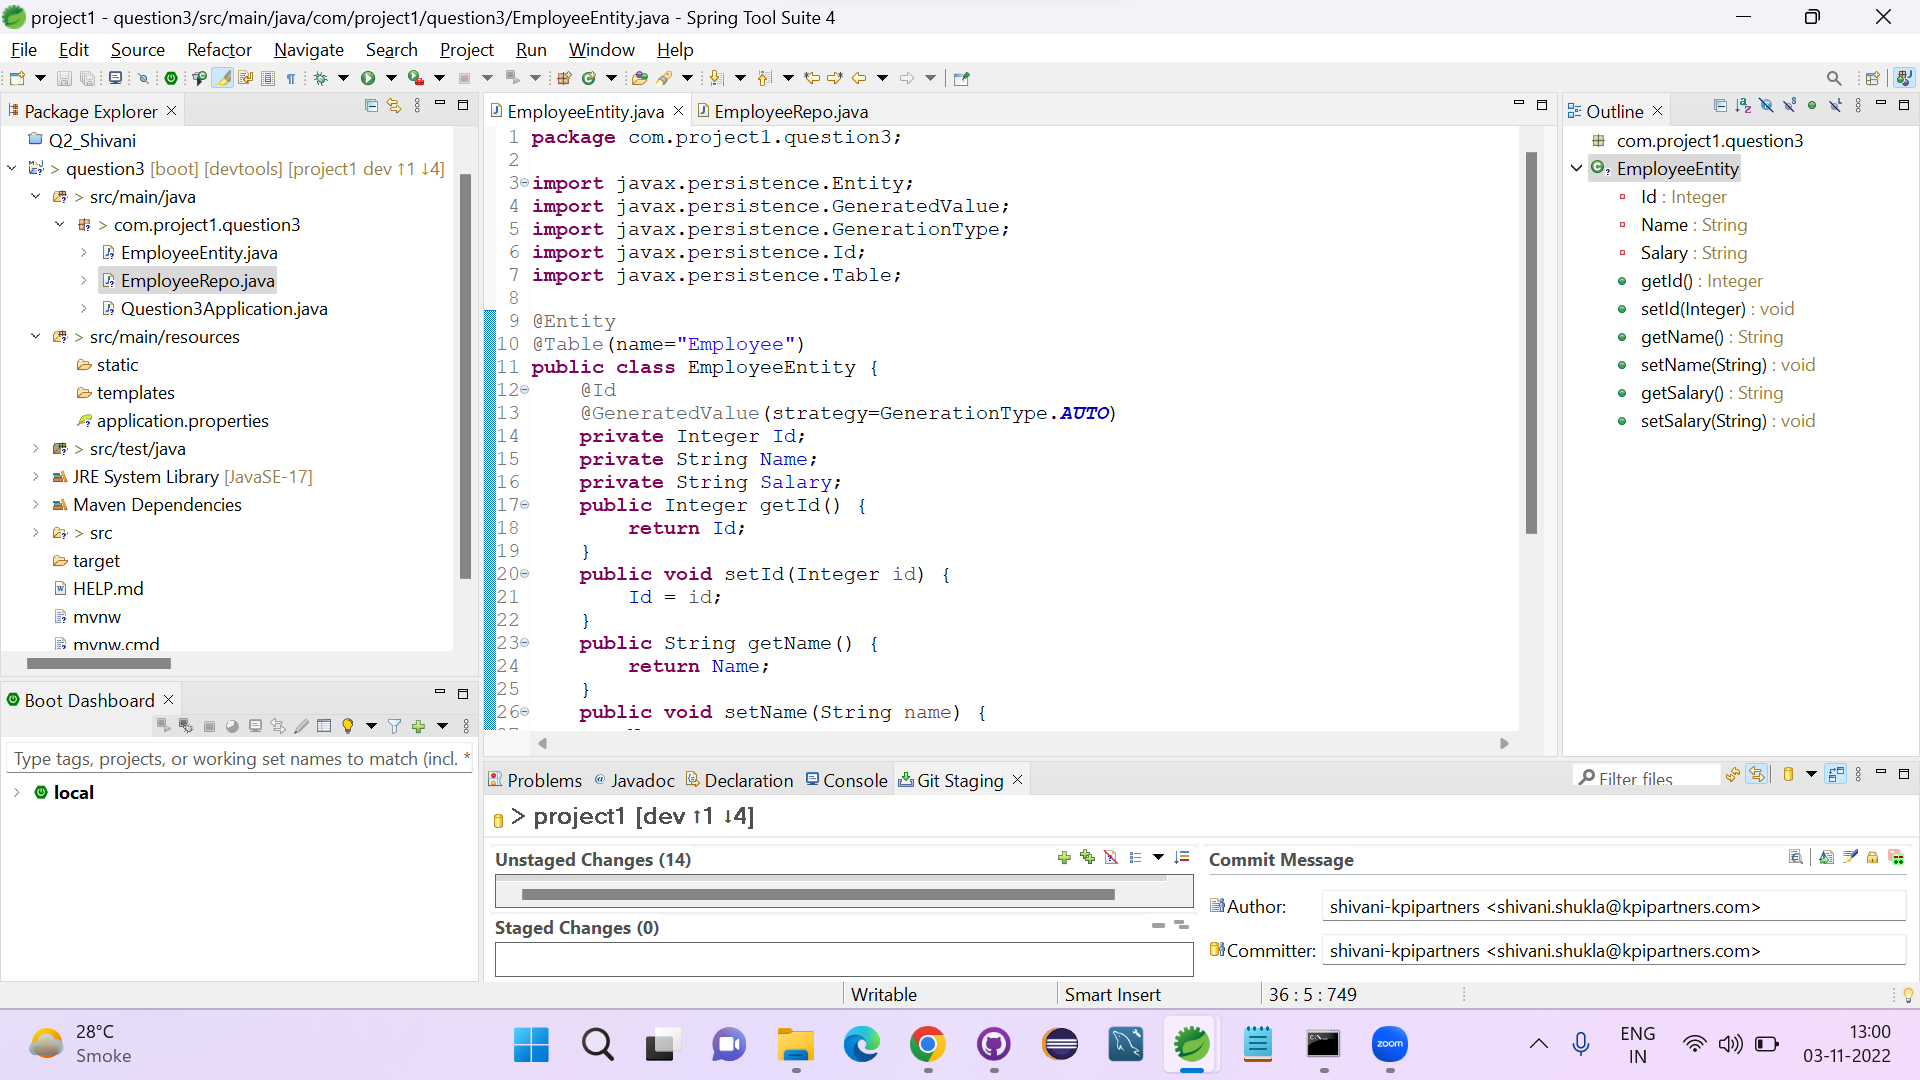 project1 - question3/src/main/java/com/project1/question3/EmployeeEntity.java - Spring Tool Suite 4
File Edit Source Refactor Navigate Search Project Run Window Help
Package Explorer
Q2_Shivani
> question3 [boot] [devtools] [project1 dev ↑1 ↓4]
> src/main/java
> com.project1.question3
EmployeeEntity.java
EmployeeRepo.java
Question3Application.java
> src/main/resources
static
templates
application.properties
> src/test/java
JRE System Library [JavaSE-17]
Maven Dependencies
> src
target
HELP.md
mvnw
mvnw.cmd
Boot Dashboard
Type tags, projects, or working set names to match (incl. *
local
EmployeeEntity.java EmployeeRepo.java
1 package com.project1.question3;
2
3 import javax.persistence.Entity;
4 import javax.persistence.GeneratedValue;
5 import javax.persistence.GenerationType;
6 import javax.persistence.Id;
7 import javax.persistence.Table;
8
9 @Entity
10 @Table(name="Employee")
11 public class EmployeeEntity {
12 @Id
13 @GeneratedValue(strategy=GenerationType.AUTO)
14 private Integer Id;
15 private String Name;
16 private String Salary;
17 public Integer getId() {
18 return Id;
19 }
20 public void setId(Integer id) {
21 Id = id;
22 }
23 public String getName() {
24 return Name;
25 }
26 public void setName(String name) {
Outline
com.project1.question3
EmployeeEntity
Id : Integer
Name : String
Salary : String
getId() : Integer
setId(Integer) : void
getName() : String
setName(String) : void
getSalary() : String
setSalary(String) : void
Problems Javadoc Declaration Console Git Staging
Filter files
> project1 [dev ↑1 ↓4]
Unstaged Changes (14)
Staged Changes (0)
Commit Message
Author: shivani-kpipartners <shivani.shukla@kpipartners.com>
Committer: shivani-kpipartners <shivani.shukla@kpipartners.com>
Writable Smart Insert 36 : 5 : 749
28°C
Smoke
zoom
ENG
IN
13:00
03-11-2022